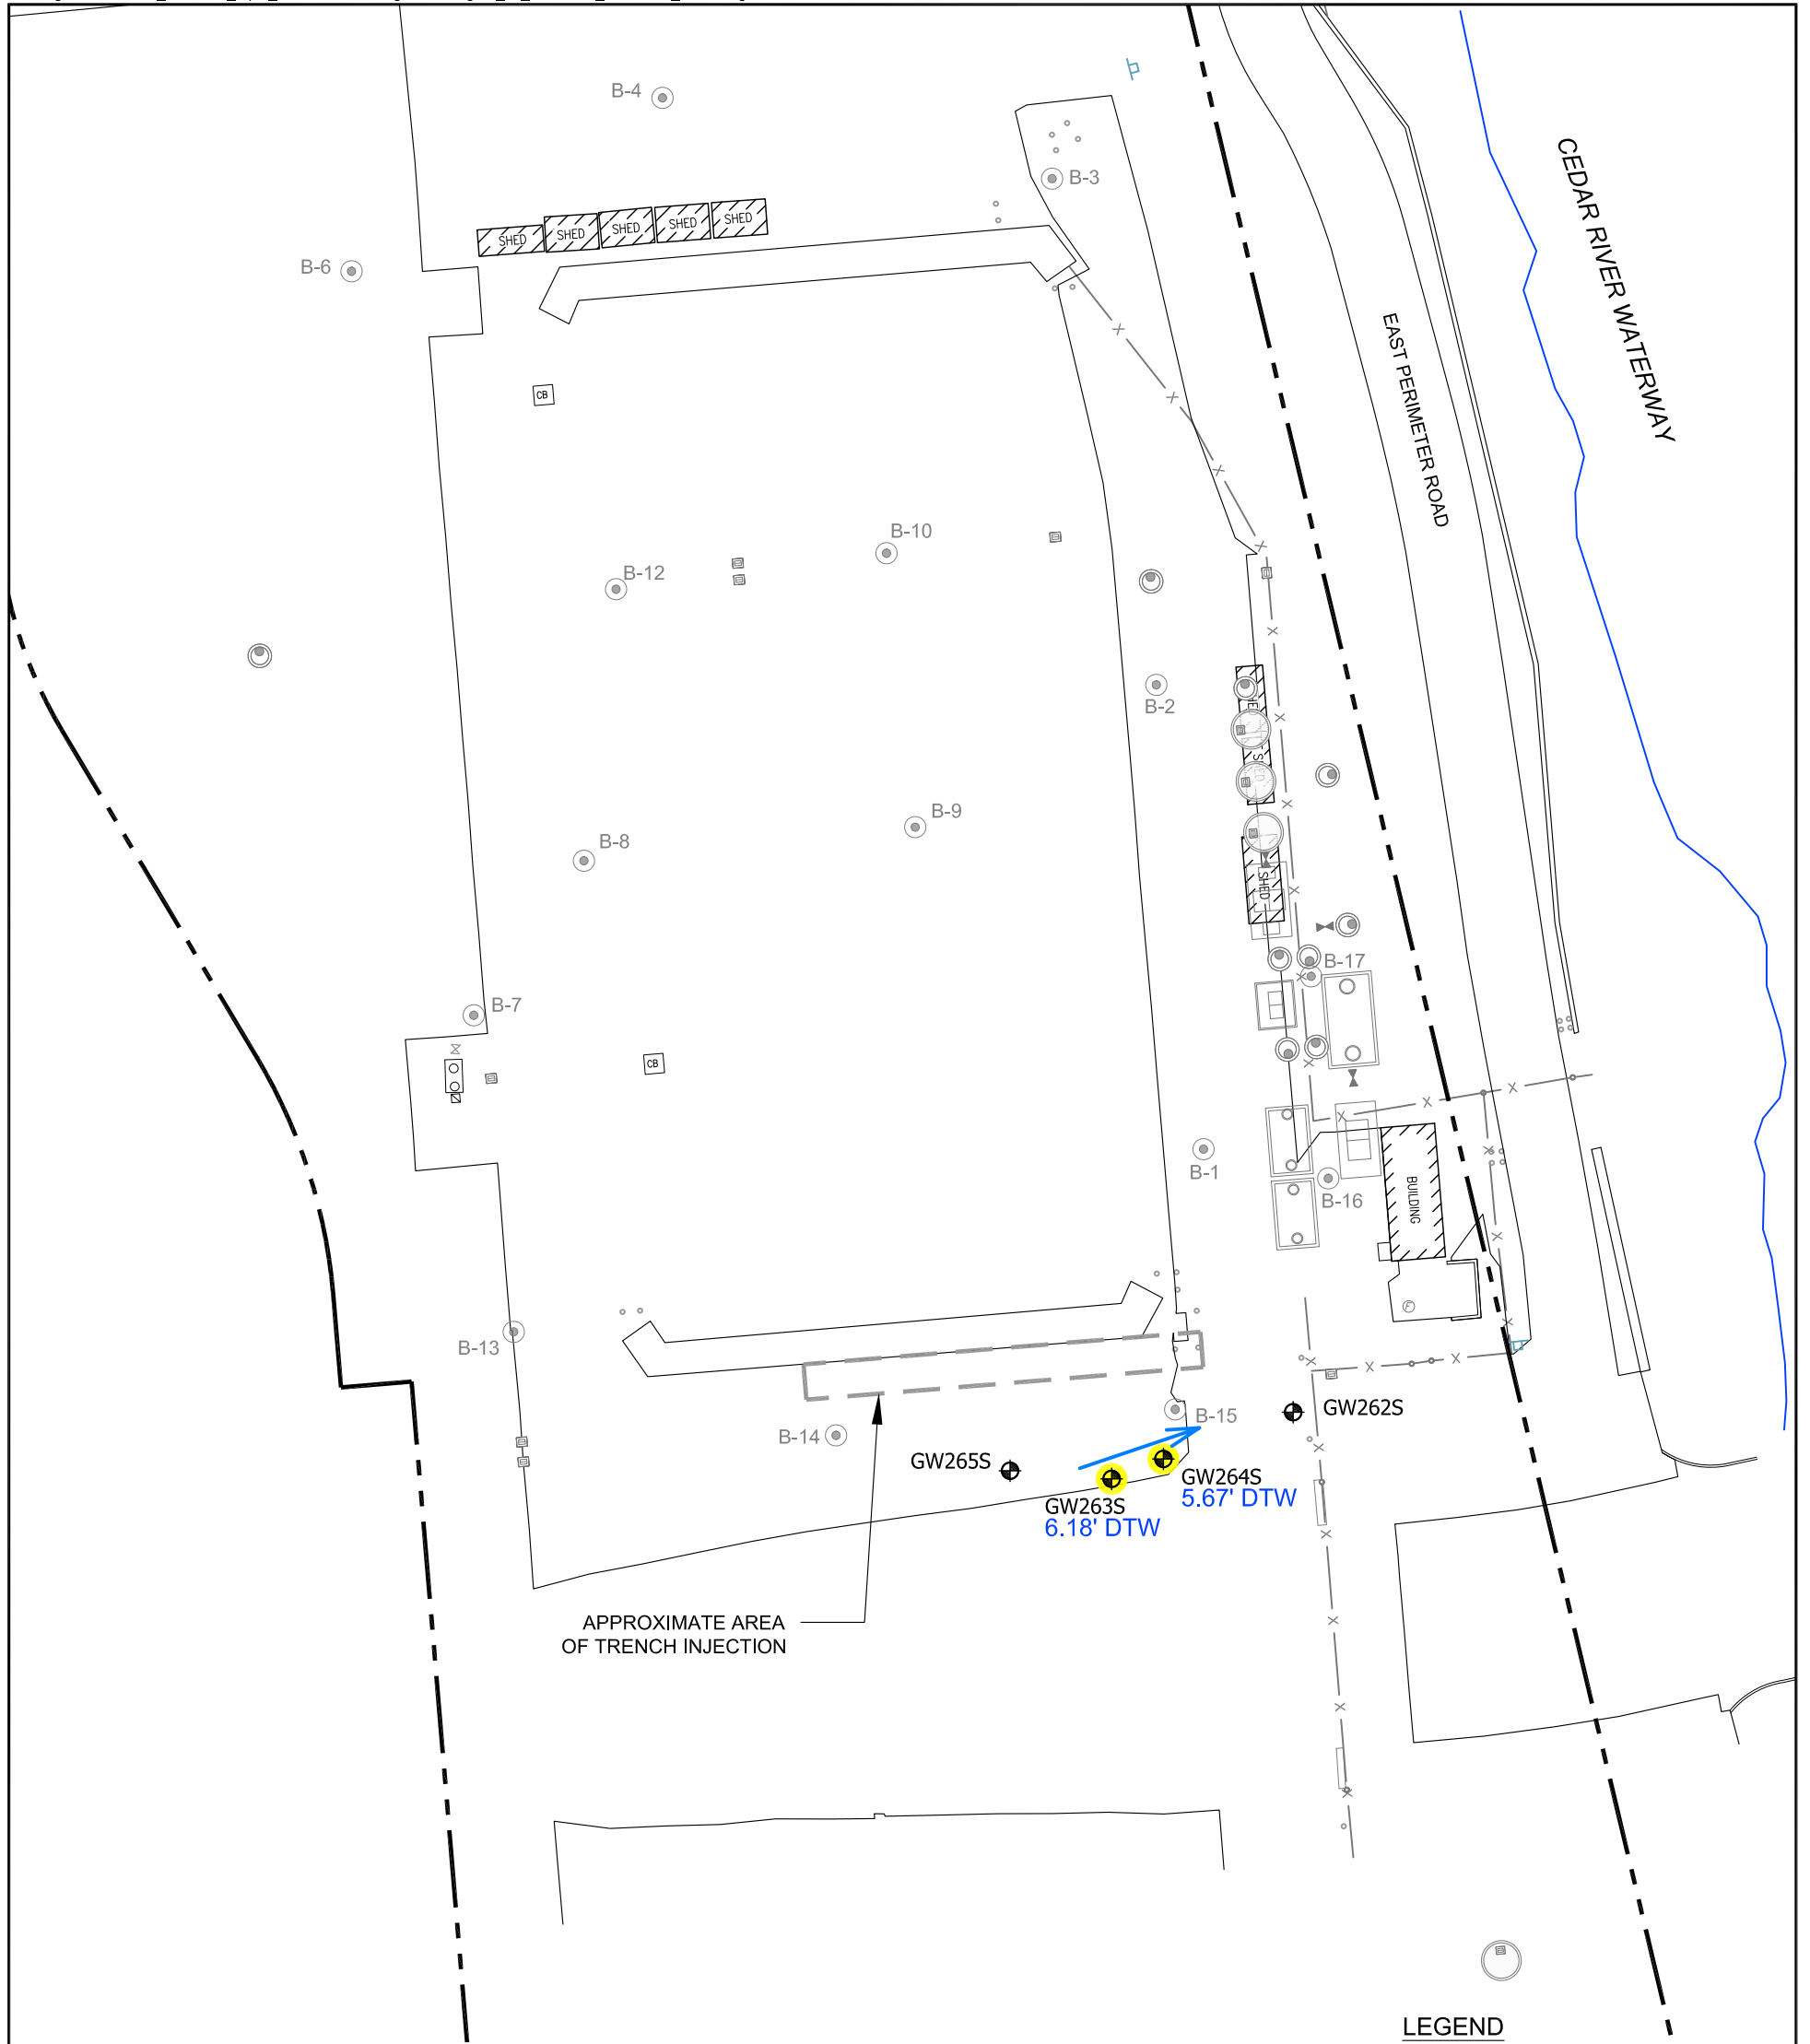 B-4
B-3
CEDAR RIVER WATERWAY
SHED
SHED
SHED
SHED
SHED
B-6
EAST PERIMETER ROAD
CB
B-10
B-12
B-2
B-9
B-8
SHED
B-17
B-7
CB
B-1
B-16
BUILDING
F
B-13
B-15
GW262S
B-14
GW265S
GW264S
5.67' DTW
GW263S
6.18' DTW
APPROXIMATE AREA
OF TRENCH INJECTION
LEGEND